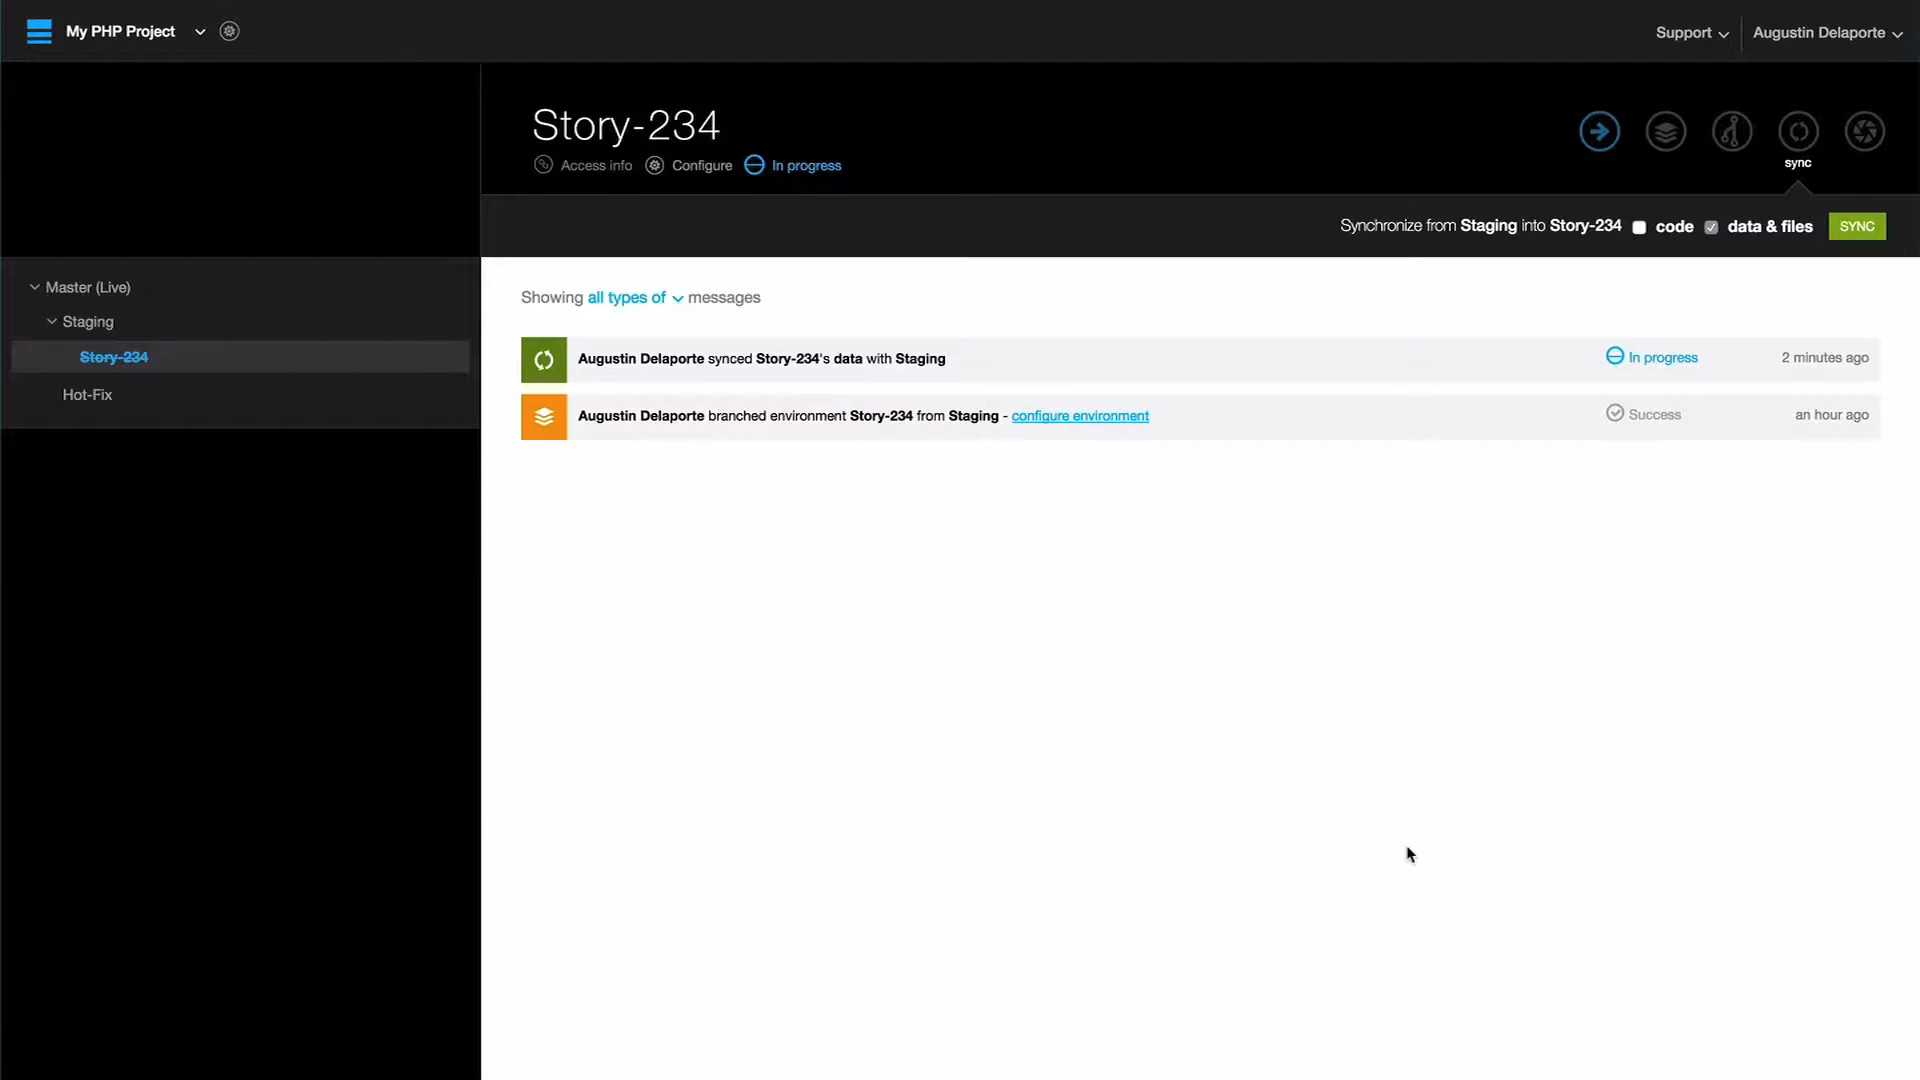 My PHP Project
Support
Augustin Delaporte
Story-234
Access info Configure In progress
sync
Synchronize from Staging into Story-234 code data & files SYNC
Master (Live)
Staging
Story-234
Hot-Fix
Showing all types of messages
Augustin Delaporte synced Story-234's data with Staging In progress 2 minutes ago
Augustin Delaporte branched environment Story-234 from Staging - configure environment Success an hour ago